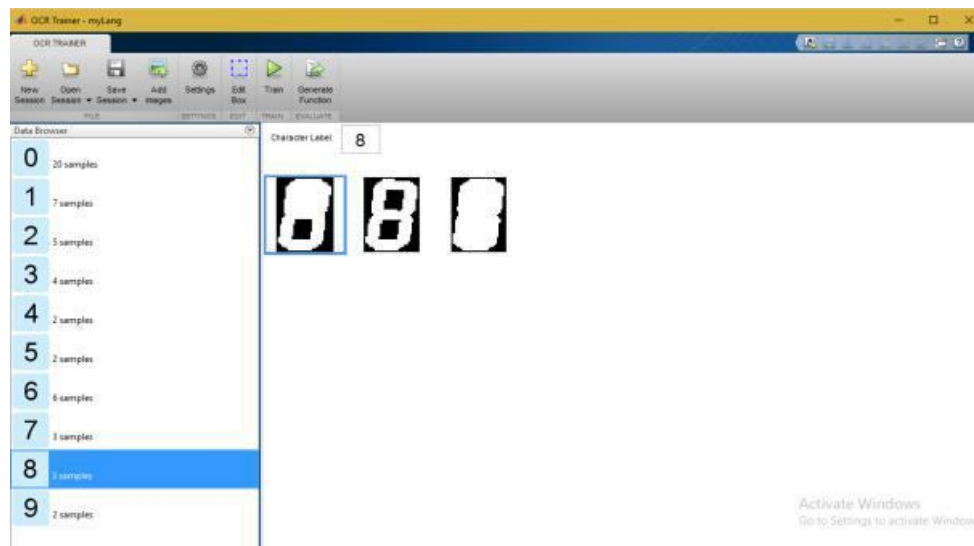 OCR Trainer - myLang
OCR TRAINER
New Session
Open Session
Save Session
Add Images
Settings
Edit Box
Train
Generate Function
FILE
SETTINGS
EDIT
TRAIN
EVALUATE
Data Browser
Character Label:
8
0
20 samples
1
7 samples
2
5 samples
3
4 samples
4
2 samples
5
2 samples
6
6 samples
7
3 samples
8
3 samples
9
2 samples
8
Activate Windows
Go to Settings to activate Window